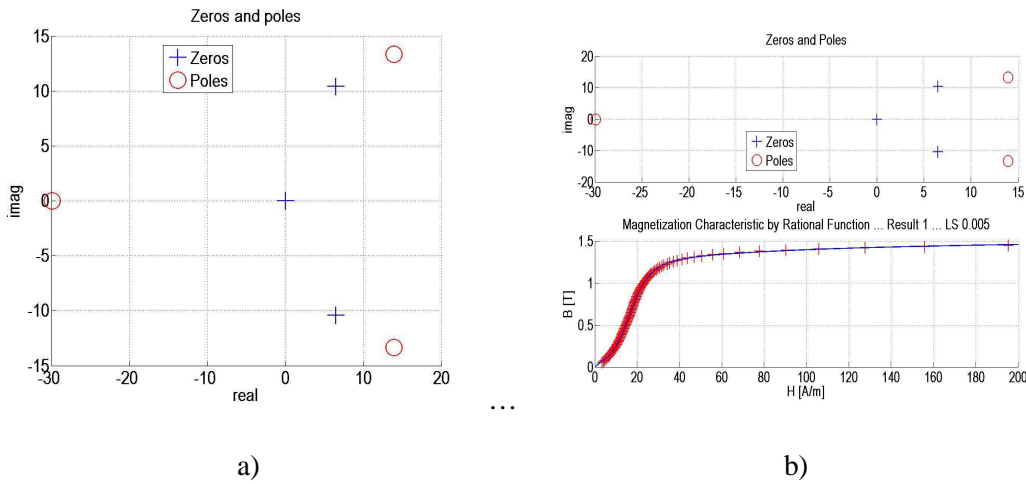 Zeros and poles
15
10
5
0
-5
-10
-15
imag
Zeros
Poles
-30
-20
-10
0
10
20
real
...
a)
Zeros and Poles
20
10
0
-10
-20
imag
Zeros
Poles
-30
-25
-20
-15
-10
-5
0
5
10
15
real
Magnetization Characteristic by Rational Function ... Result 1 ... LS 0.005
1.5
1
0.5
0
B [T]
0
20
40
60
80
100
120
140
160
180
200
H [A/m]
b)